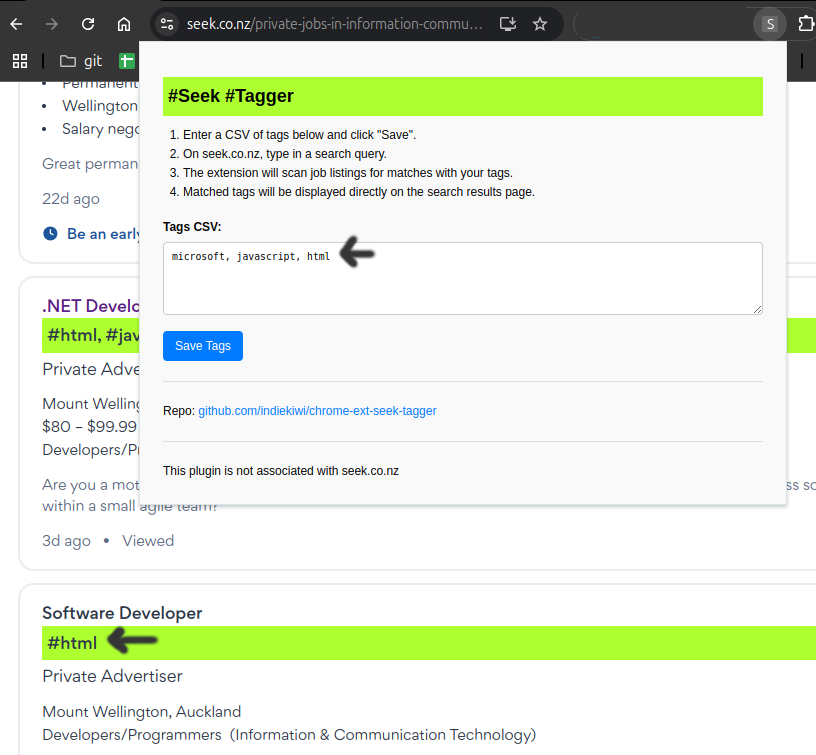 seek.co.nz/private-jobs-in-information-commu...
S
git
#Seek #Tagger
1. Enter a CSV of tags below and click "Save".
2. On seek.co.nz, type in a search query.
3. The extension will scan job listings for matches with your tags.
4. Matched tags will be displayed directly on the search results page.
Tags CSV:
microsoft, javascript, html
Save Tags
Repo: github.com/indiekiwi/chrome-ext-seek-tagger
This plugin is not associated with seek.co.nz
• Permanent
• Wellington
• Salary nego
Great perman
22d ago
Be an early
.NET Develo
#html, #jav
Private Adve
Mount Welling
$80 – $99.99
Developers/Pr
Are you a mot
ss so
within a small agile team?
3d ago • Viewed
Software Developer
#html
Private Advertiser
Mount Wellington, Auckland
Developers/Programmers (Information & Communication Technology)